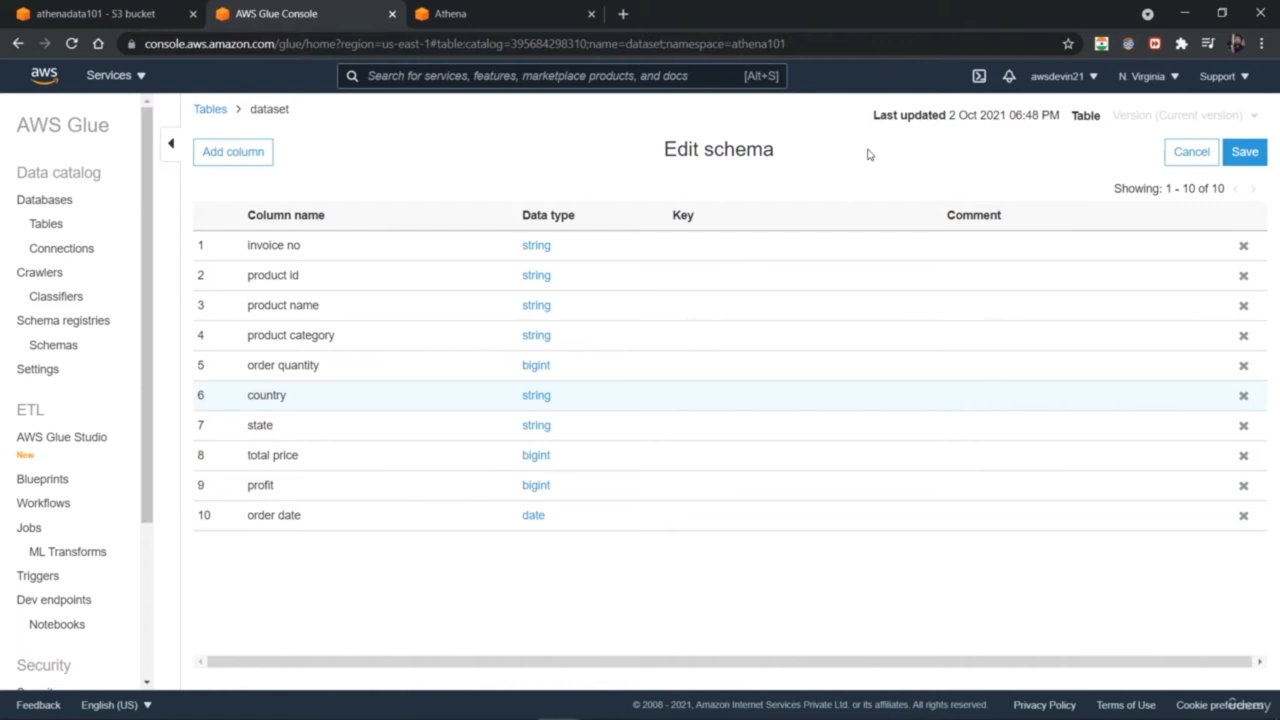 athenadata101 - S3 bucket
AWS Glue Console
Athena
console.aws.amazon.com/glue/home?region=us-east-1#table:catalog=395684298310;name=dataset;namespace=athena101
aws Services Search for services, features, marketplace products, and docs [Alt+S] awsdevin21 N. Virginia Support
AWS Glue
Data catalog
Databases
Tables
Connections
Crawlers
Classifiers
Schema registries
Schemas
Settings
ETL
AWS Glue Studio
New
Blueprints
Workflows
Jobs
ML Transforms
Triggers
Dev endpoints
Notebooks
Security
Tables > dataset
Last updated 2 Oct 2021 06:48 PM Table Version (Current version)
Add column
Edit schema
Cancel
Save
Showing: 1 - 10 of 10
Column name Data type Key Comment
1 invoice no string
2 product id string
3 product name string
4 product category string
5 order quantity bigint
6 country string
7 state string
8 total price bigint
9 profit bigint
10 order date date
Feedback English (US) © 2008 - 2021, Amazon Internet Services Private Ltd. or its affiliates. All rights reserved. Privacy Policy Terms of Use Cookie preferences
Udemy